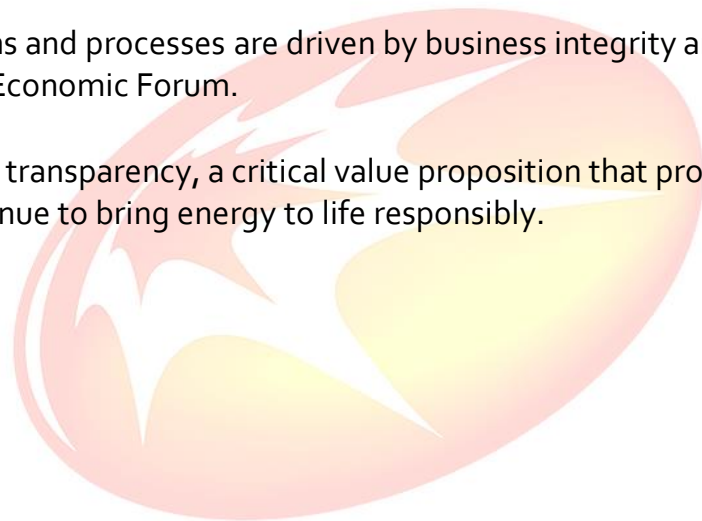 ns and processes are driven by business integrity a
Economic Forum.
transparency, a critical value proposition that pro
nue to bring energy to life responsibly.